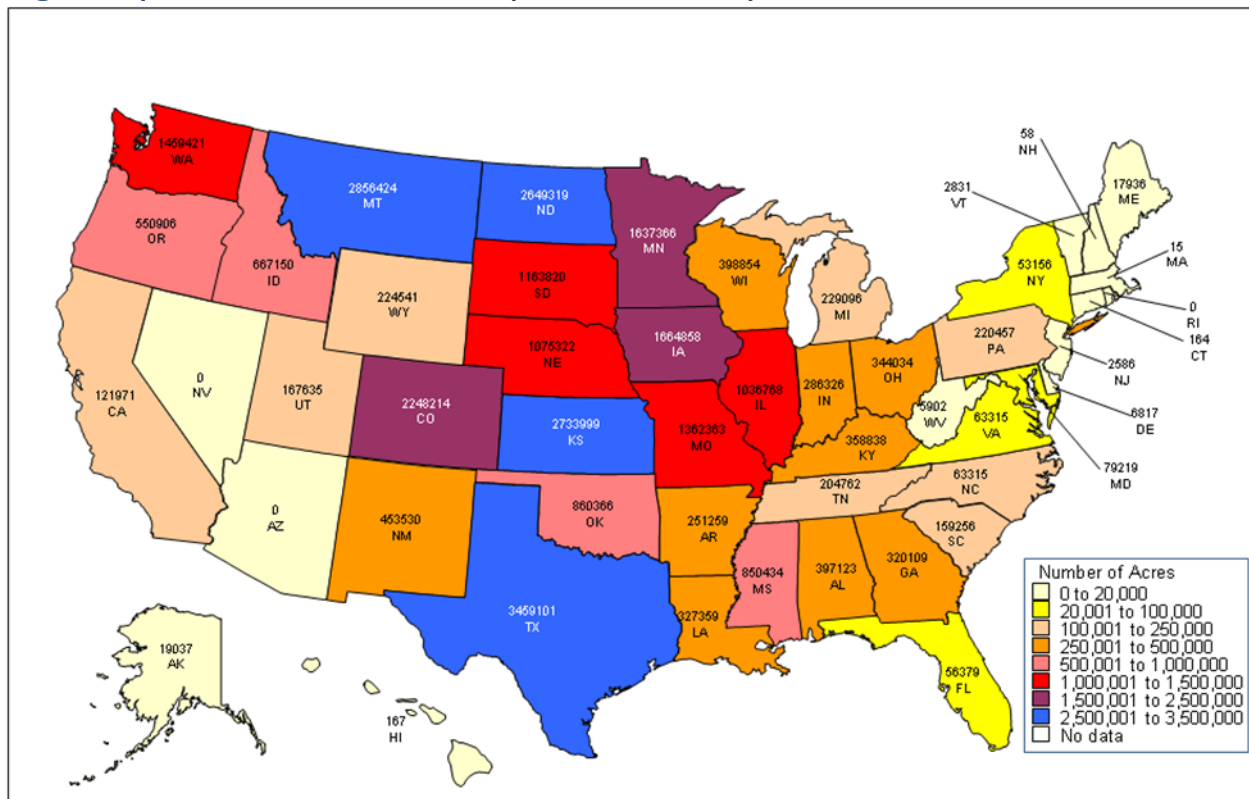 1469421
WA
550906
OR
667150
ID
2856424
MT
2649319
ND
1637366
MN
1163820
SD
398854
WI
224541
WY
229096
MI
1664858
IA
1075322
NE
121971
CA
0
NV
167635
UT
2248214
CO
2733999
KS
1362363
MO
1036768
IL
286326
IN
344034
OH
358838
KY
5902
WV
220457
PA
53156
NY
2831
VT
58
NH
17936
ME
15
MA
0
RI
164
CT
2586
NJ
6817
DE
79219
MD
63315
VA
63315
NC
204762
TN
159256
SC
0
AZ
453530
NM
860366
OK
251259
AR
850434
MS
397123
AL
320109
GA
327359
LA
3459101
TX
56379
FL
19037
AK
167
HI
Number of Acres
0 to 20,000
20,001 to 100,000
100,001 to 250,000
250,001 to 500,000
500,001 to 1,000,000
1,000,001 to 1,500,000
1,500,001 to 2,500,000
2,500,001 to 3,500,000
No data